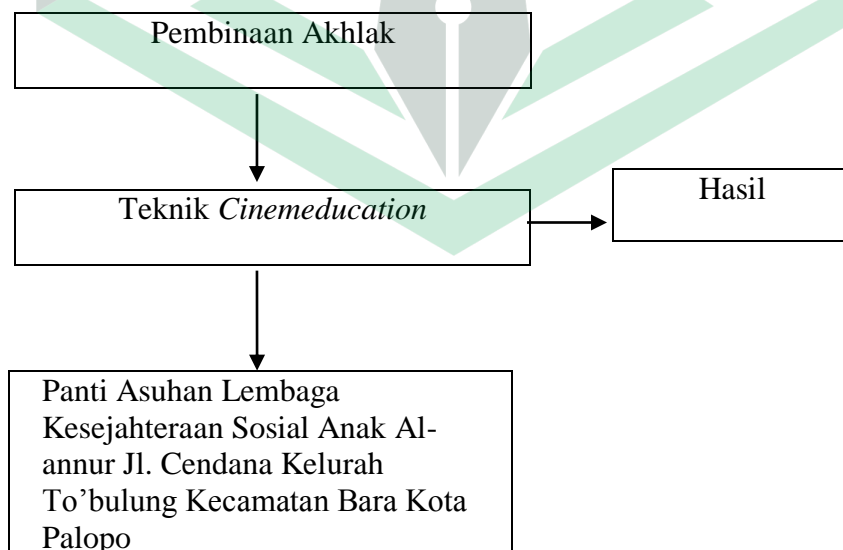 Pembinaan Akhlak
Teknik Cinemeducation
Hasil
Panti Asuhan Lembaga
Kesejahteraan Sosial Anak Al-
annur Jl. Cendana Kelurah
To’bulung Kecamatan Bara Kota
Palopo